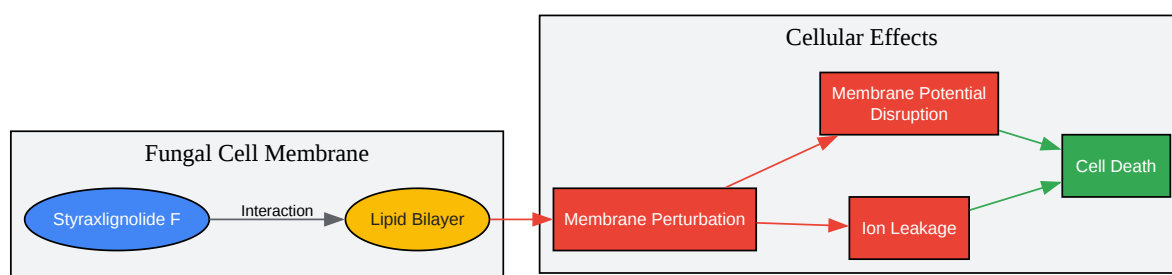 Cellular Effects
Membrane Potential
Disruption
Fungal Cell Membrane
Cell Death
Styraxlignolide F
Interaction
Lipid Bilayer
Membrane Perturbation
Ion Leakage